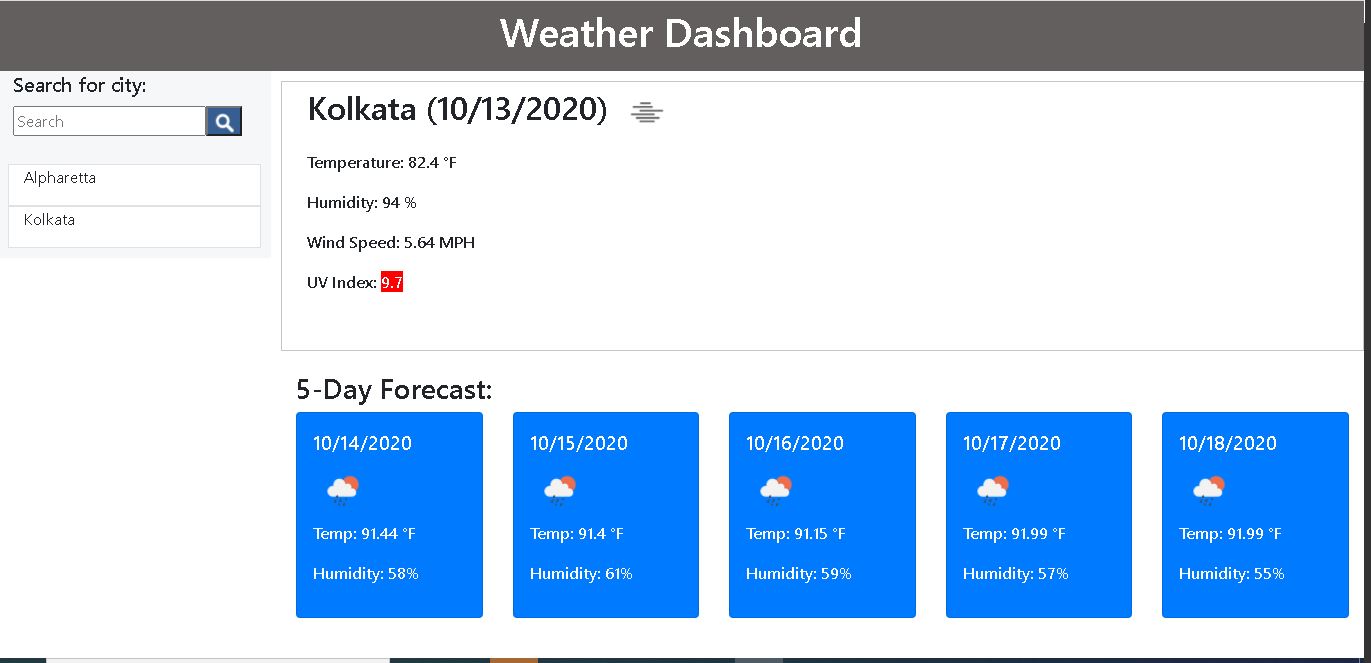 Weather Dashboard
Search for city:
Search
Alpharetta
Kolkata
Kolkata (10/13/2020)
Temperature: 82.4 °F
Humidity: 94 %
Wind Speed: 5.64 MPH
UV Index: 9.7
5-Day Forecast:
10/14/2020
Temp: 91.44 °F
Humidity: 58%
10/15/2020
Temp: 91.4 °F
Humidity: 61%
10/16/2020
Temp: 91.15 °F
Humidity: 59%
10/17/2020
Temp: 91.99 °F
Humidity: 57%
10/18/2020
Temp: 91.99 °F
Humidity: 55%